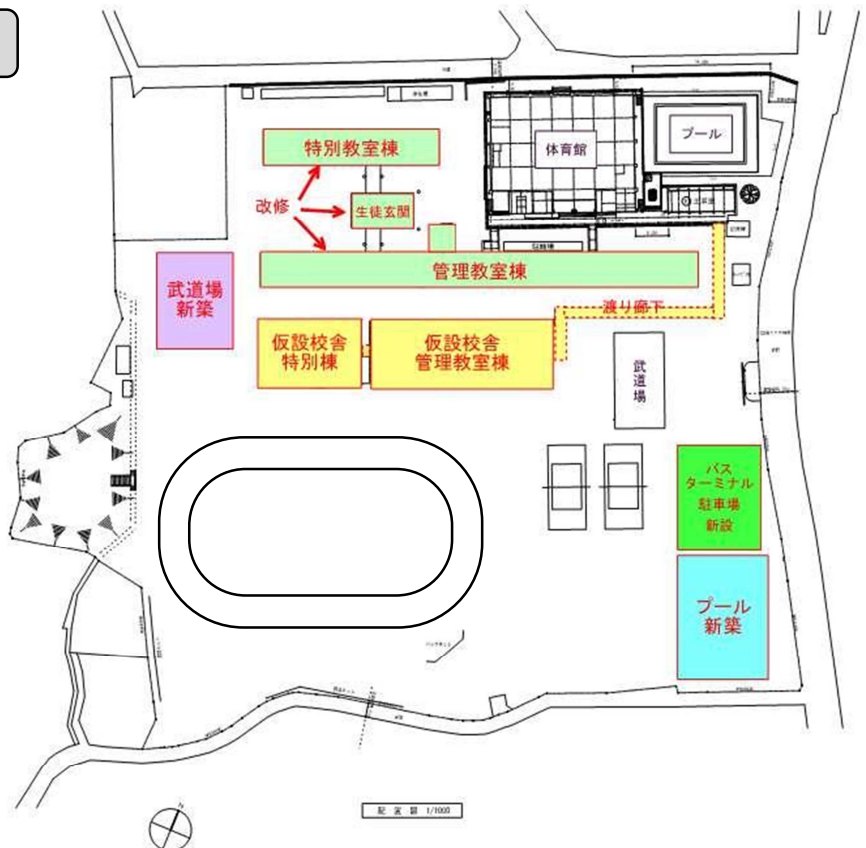 特別教室棟
体育館
プール
改修
生徒玄関
管理教室棟
武道場
新築
渡り廊下
仮設校舎
特別棟
仮設校舎
管理教室棟
武道場
バス
ターミナル
駐車場
新設
プール
新築
配置図 1/1000